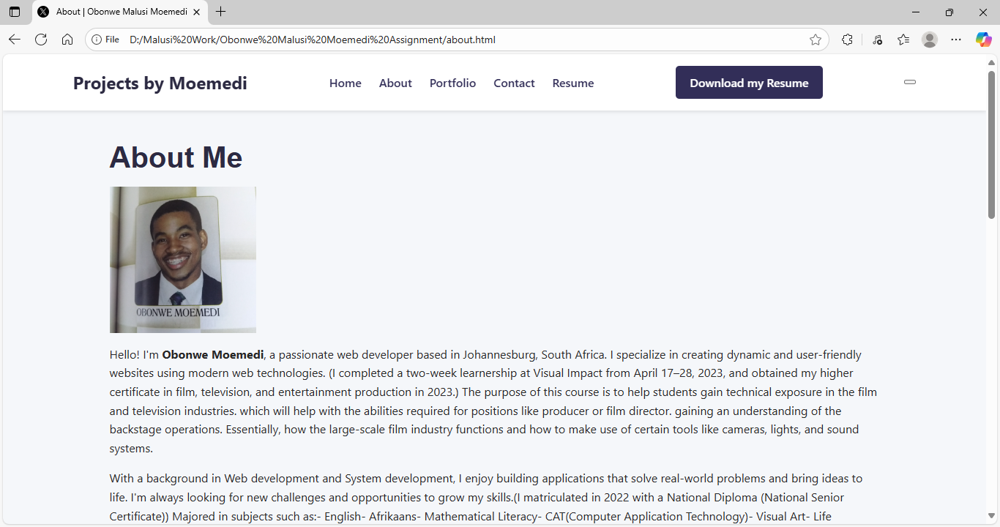 About | Obonwe Malusi Moemedi
File D:/Malusi%20Work/Obonwe%20Malusi%20Moemedi%20Assignment/about.html
Projects by Moemedi Home About Portfolio Contact Resume Download my Resume
About Me
OBONWE MOEMEDI
Hello! I'm Obonwe Moemedi, a passionate web developer based in Johannesburg, South Africa. I specialize in creating dynamic and user-friendly
websites using modern web technologies. (I completed a two-week learnership at Visual Impact from April 17–28, 2023, and obtained my higher
certificate in film, television, and entertainment production in 2023.) The purpose of this course is to help students gain technical exposure in the film
and television industries. which will help with the abilities required for positions like producer or film director. gaining an understanding of the
backstage operations. Essentially, how the large-scale film industry functions and how to make use of certain tools like cameras, lights, and sound
systems.
With a background in Web development and System development, I enjoy building applications that solve real-world problems and bring ideas to
life. I'm always looking for new challenges and opportunities to grow my skills.(I matriculated in 2022 with a National Diploma (National Senior
Certificate)) Majored in subjects such as:- English- Afrikaans- Mathematical Literacy- CAT(Computer Application Technology)- Visual Art- Life